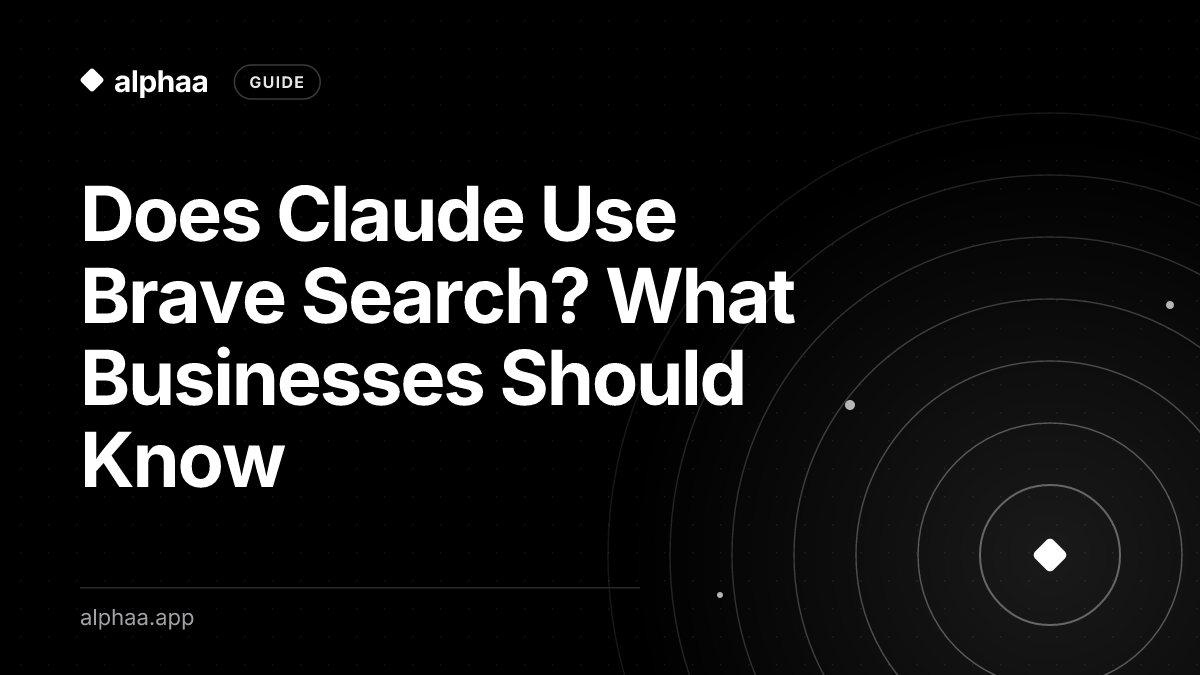 alphaa
GUIDE
Does Claude Use
Brave Search? What
Businesses Should
Know
alphaa.app